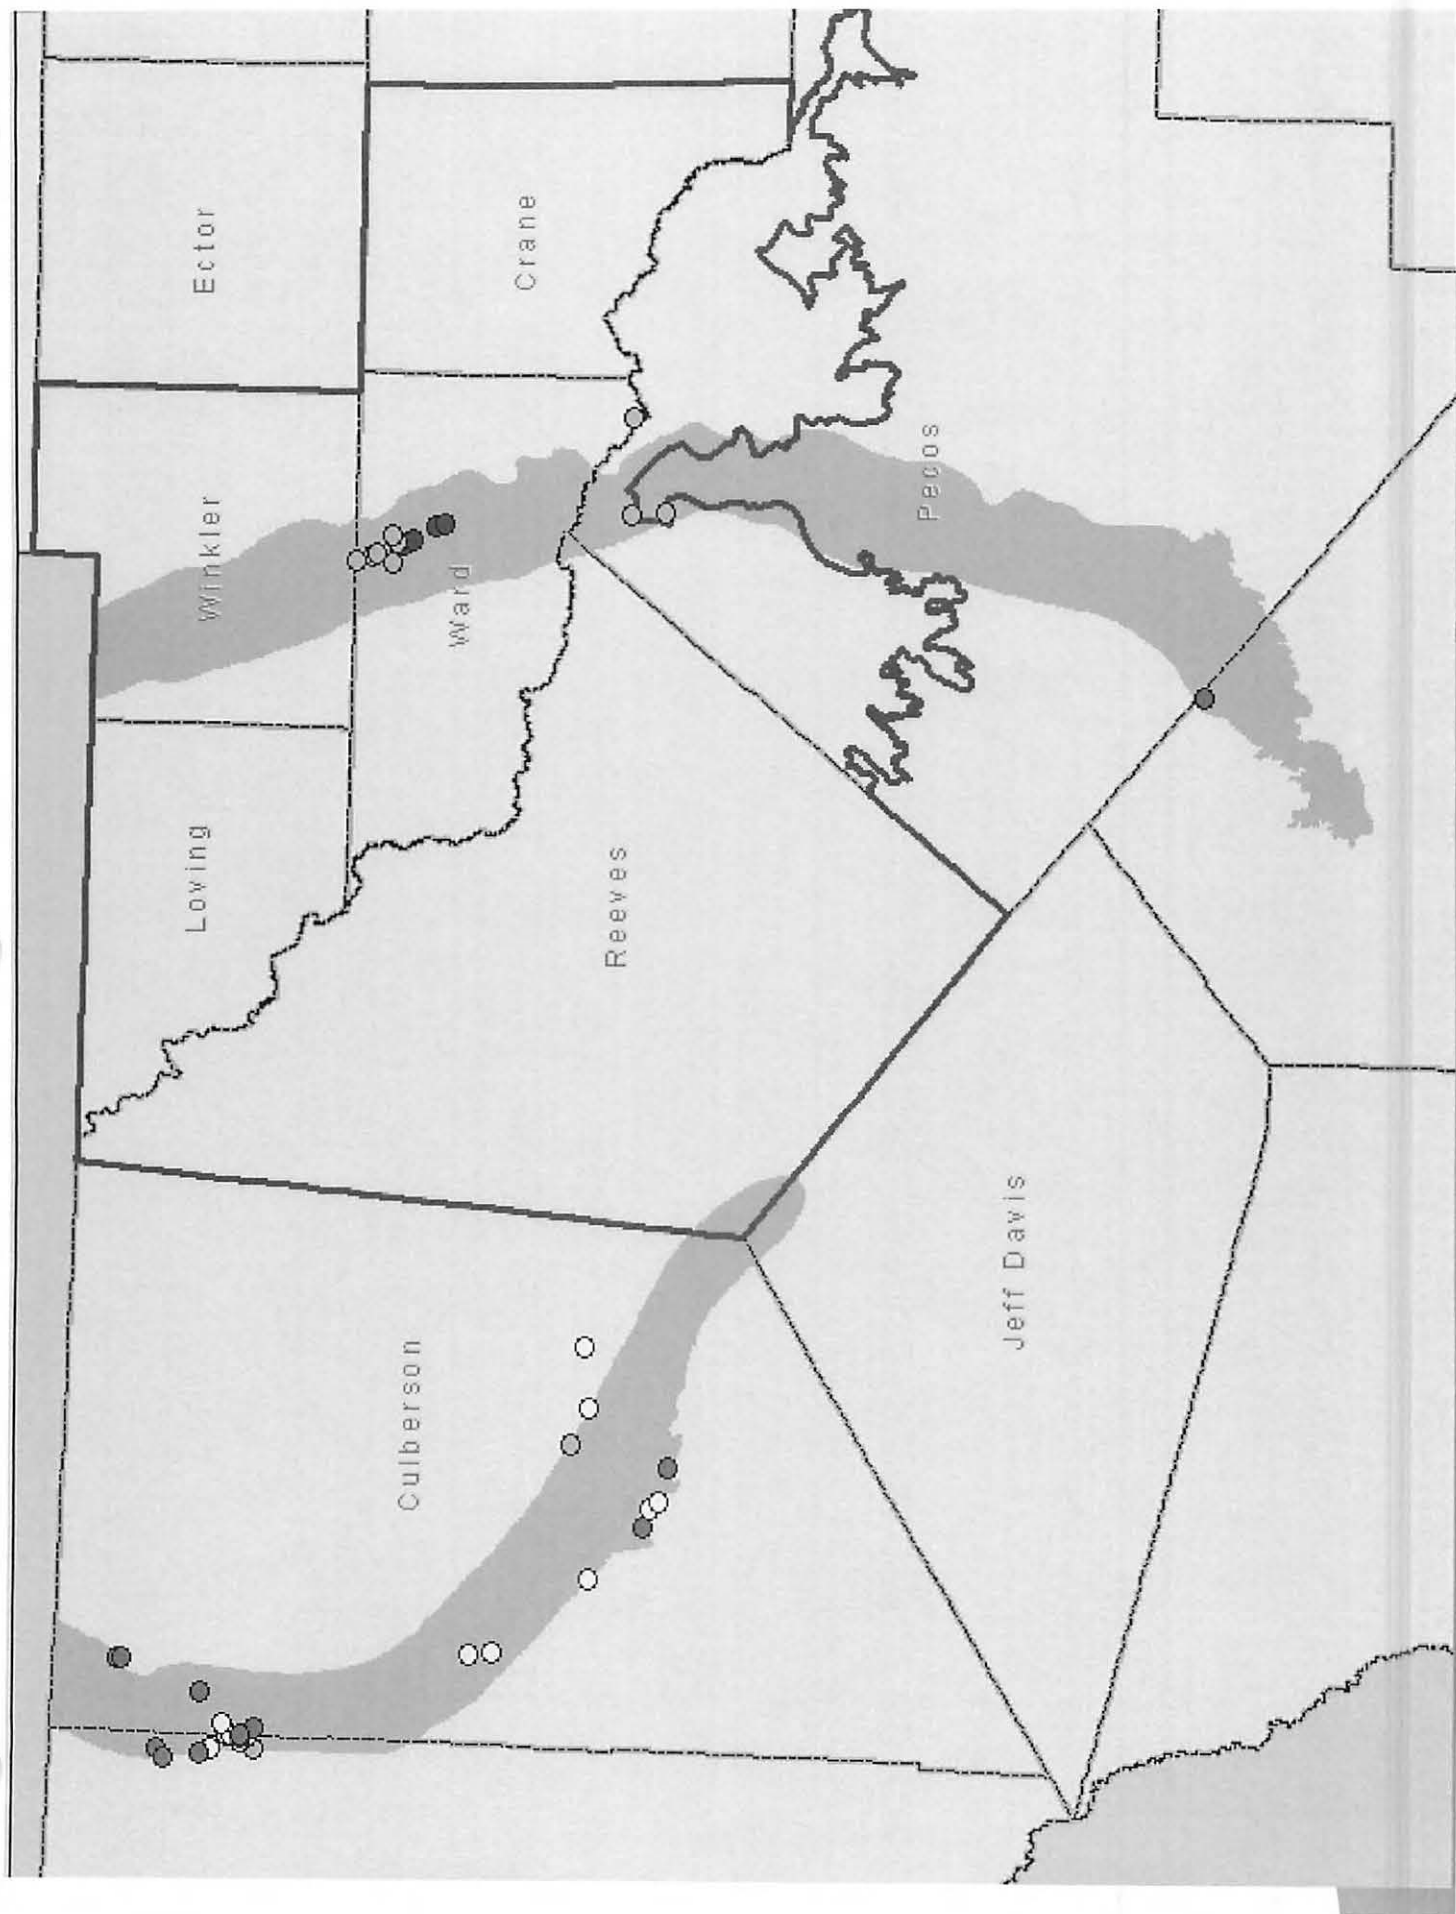 Ector
Crane
Winkler
Ward
Pecos
Loving
Reeves
Culberson
Jeff Davis